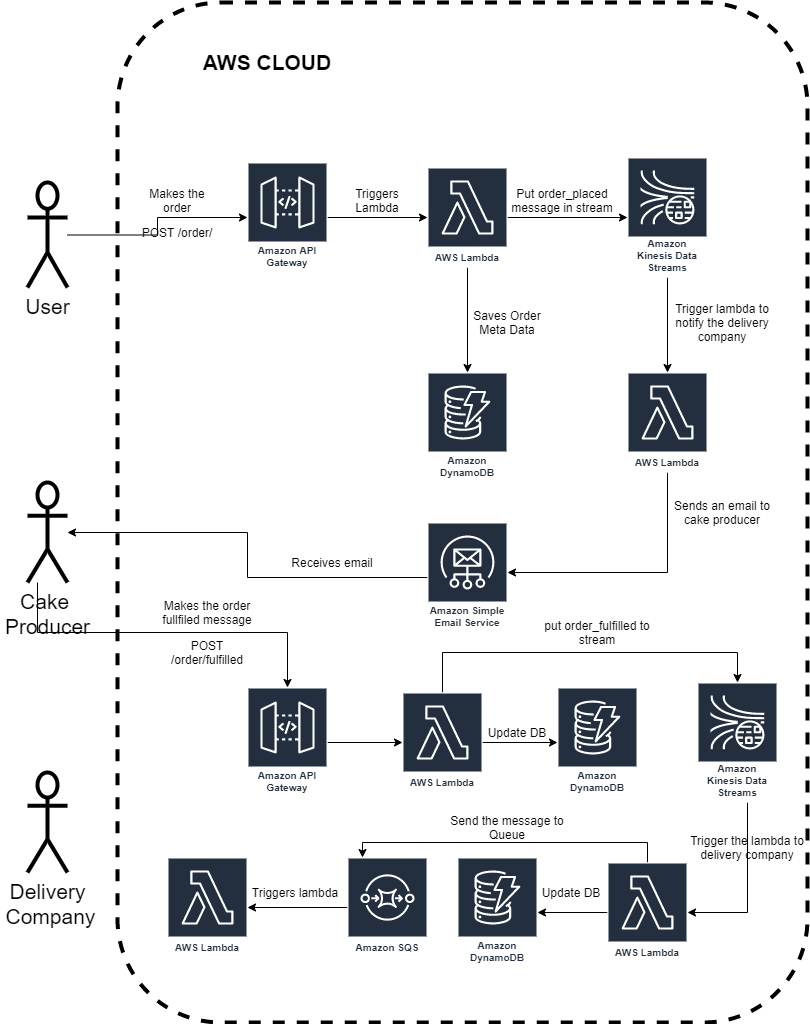 AWS CLOUD
Makes the
order
POST /order/
Triggers
Lambda
Put order_placed
message in stream
Amazon API
Gateway
AWS Lambda
Amazon
Kinesis Data
Streams
User
Saves Order
Meta Data
Trigger lambda to
notify the delivery
company
Amazon
DynamoDB
AWS Lambda
Sends an email to
cake producer
Receives email
Amazon Simple
Email Service
Cake
Producer
Makes the order
fullfiled message
POST
/order/fulfilled
put order_fulfilled to
stream
Update DB
Amazon API
Gateway
AWS Lambda
Amazon
DynamoDB
Amazon
Kinesis Data
Streams
Send the message to
Queue
Trigger the lambda to
delivery company
Delivery
Company
Triggers lambda
Update DB
AWS Lambda
Amazon SQS
Amazon
DynamoDB
AWS Lambda